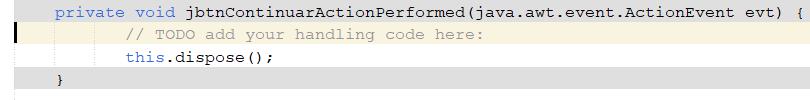 private void jbtnContinuarActionPerformed(java.awt.event.ActionEvent evt) {
// TODO add your handling code here:
this.dispose();
}